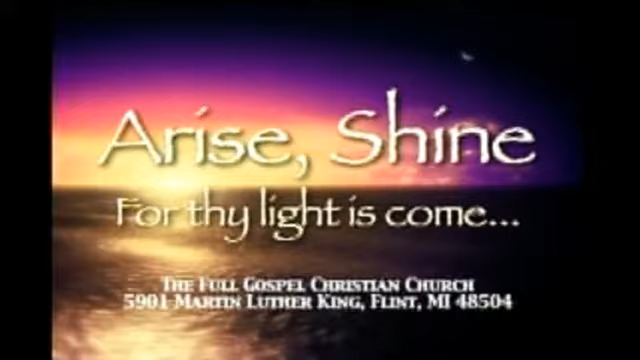 Arise, Shine
For thy light is come...
The Full Gospel Christian Church
5901 Martin Luther King, Flint, MI 48504